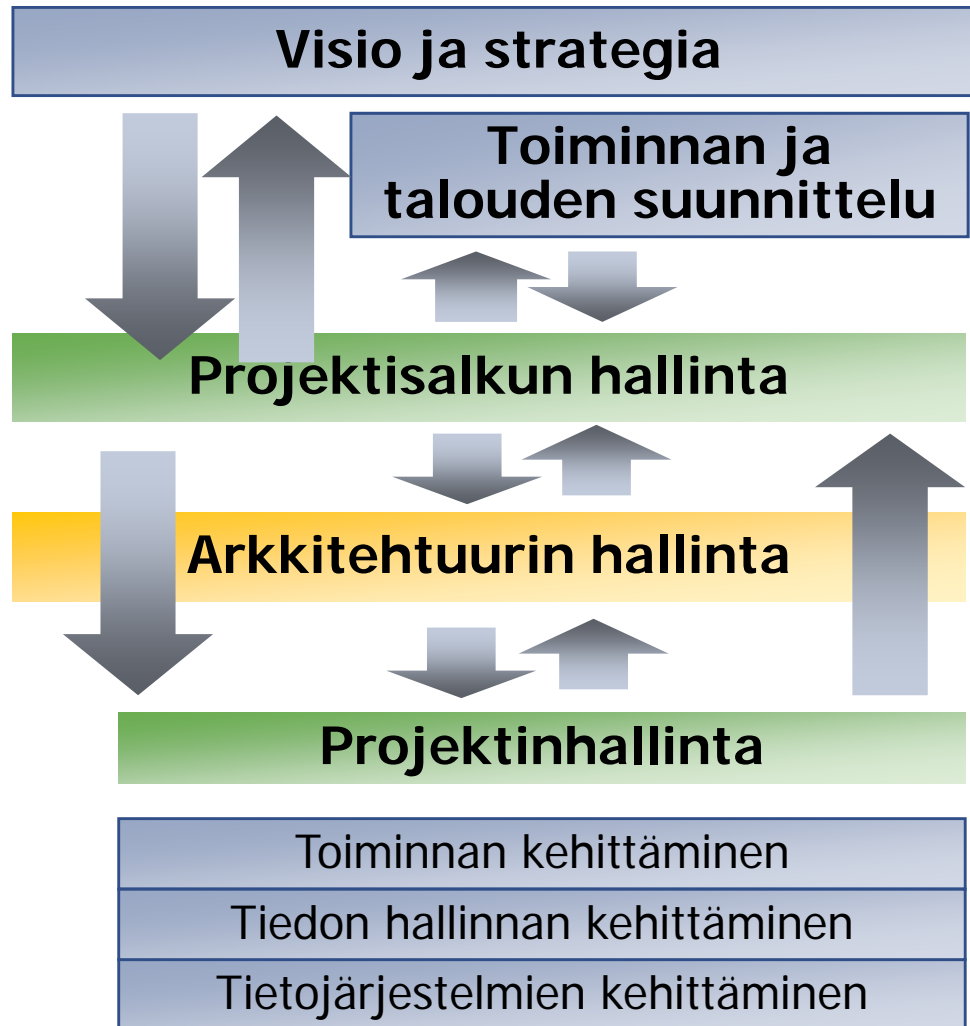 Visio ja strategia
Toiminnan ja
talouden suunnittelu
Projektisalkun hallinta
Arkkitehtuurin hallinta
Projektinhallinta
Toiminnan kehittäminen
Tiedon hallinnan kehittäminen
Tietojärjestelmien kehittäminen